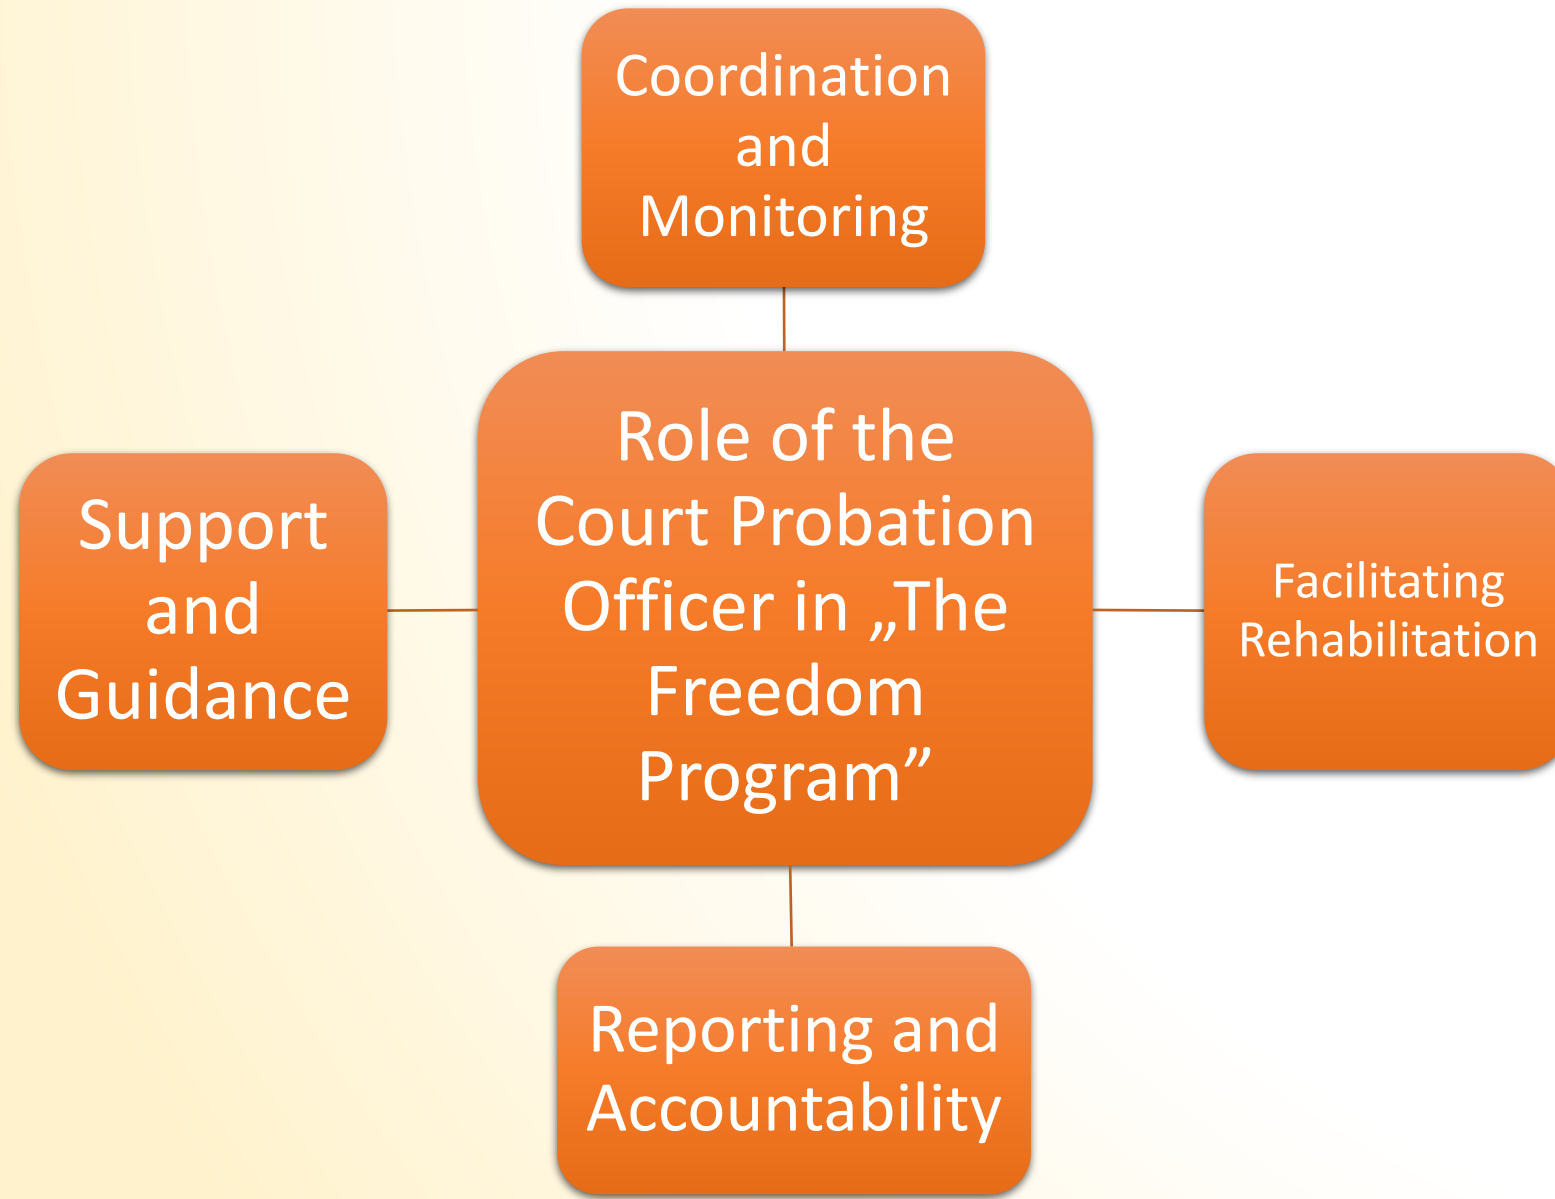 Coordination
and
Monitoring
Role of the
Court Probation
Officer in „The
Freedom
Program”
Support
and
Guidance
Facilitating
Rehabilitation
Reporting and
Accountability